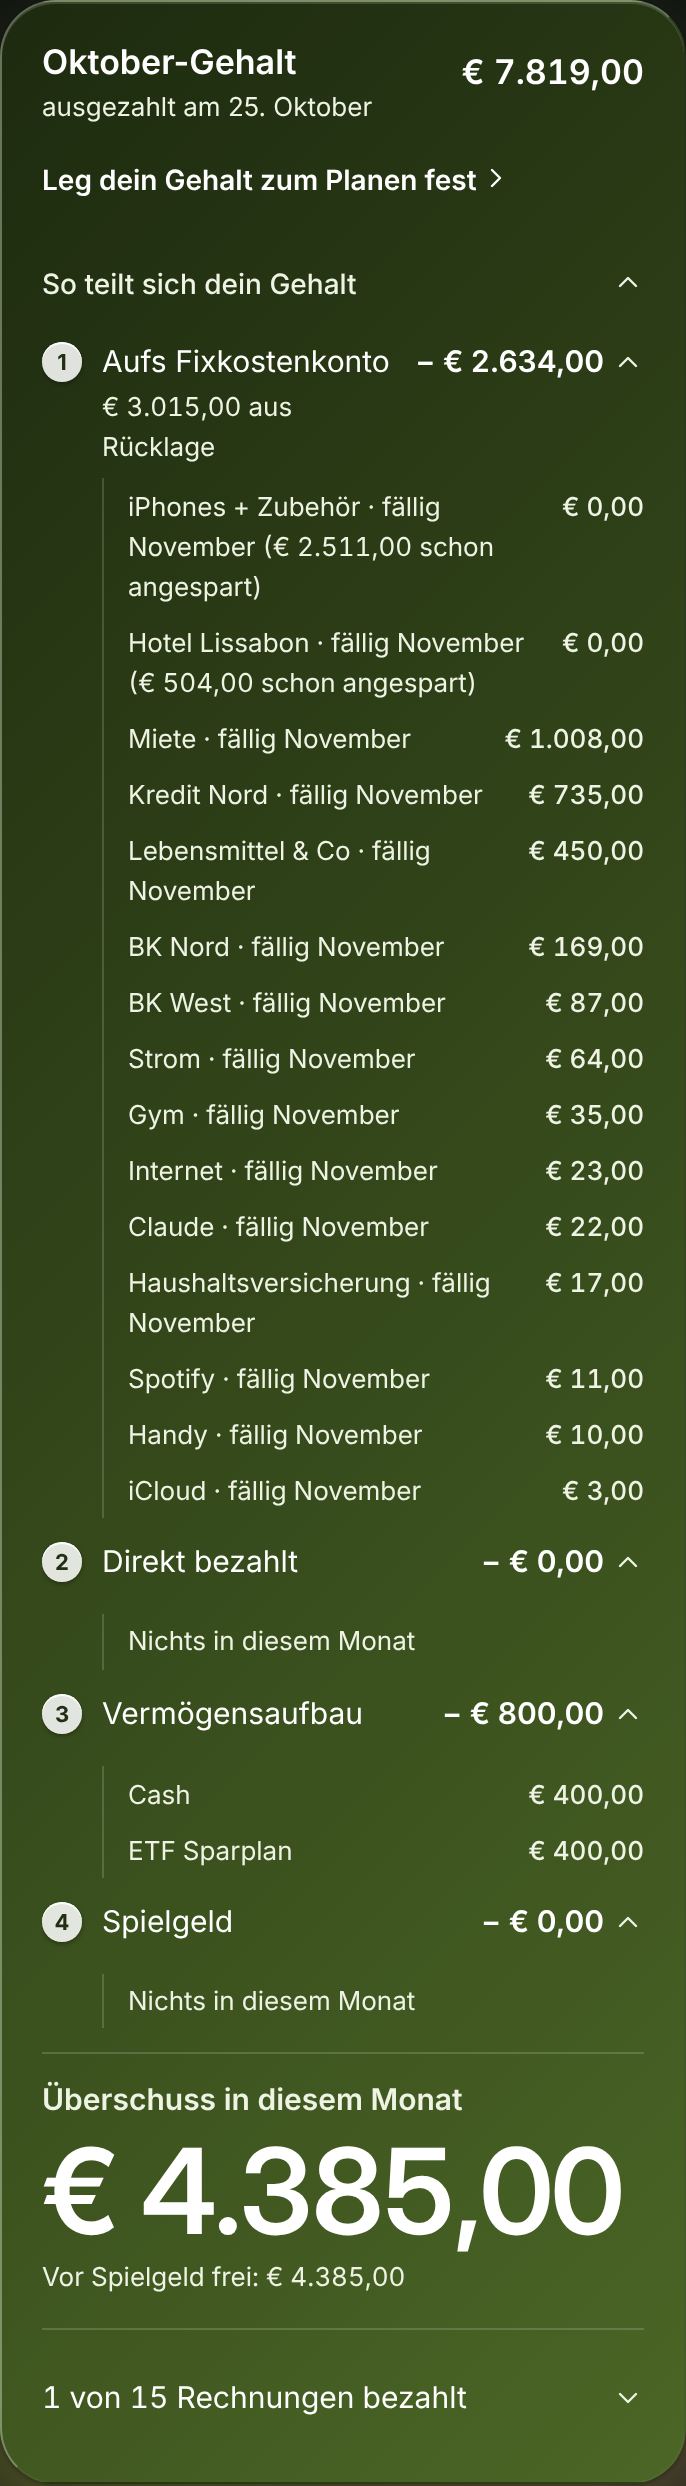 Oktober-Gehalt
€ 7.819,00
ausgezahlt am 25. Oktober
Leg dein Gehalt zum Planen fest
So teilt sich dein Gehalt
1 Aufs Fixkostenkonto – € 2.634,00
€ 3.015,00 aus
Rücklage
iPhones + Zubehör · fällig € 0,00
November (€ 2.511,00 schon
angespart)
Hotel Lissabon · fällig November € 0,00
(€ 504,00 schon angespart)
Miete · fällig November € 1.008,00
Kredit Nord · fällig November € 735,00
Lebensmittel & Co · fällig € 450,00
November
BK Nord · fällig November € 169,00
BK West · fällig November € 87,00
Strom · fällig November € 64,00
Gym · fällig November € 35,00
Internet · fällig November € 23,00
Claude · fällig November € 22,00
Haushaltsversicherung · fällig € 17,00
November
Spotify · fällig November € 11,00
Handy · fällig November € 10,00
iCloud · fällig November € 3,00
2 Direkt bezahlt – € 0,00
Nichts in diesem Monat
3 Vermögensaufbau – € 800,00
Cash € 400,00
ETF Sparplan € 400,00
4 Spielgeld – € 0,00
Nichts in diesem Monat
Überschuss in diesem Monat
€ 4.385,00
Vor Spielgeld frei: € 4.385,00
1 von 15 Rechnungen bezahlt